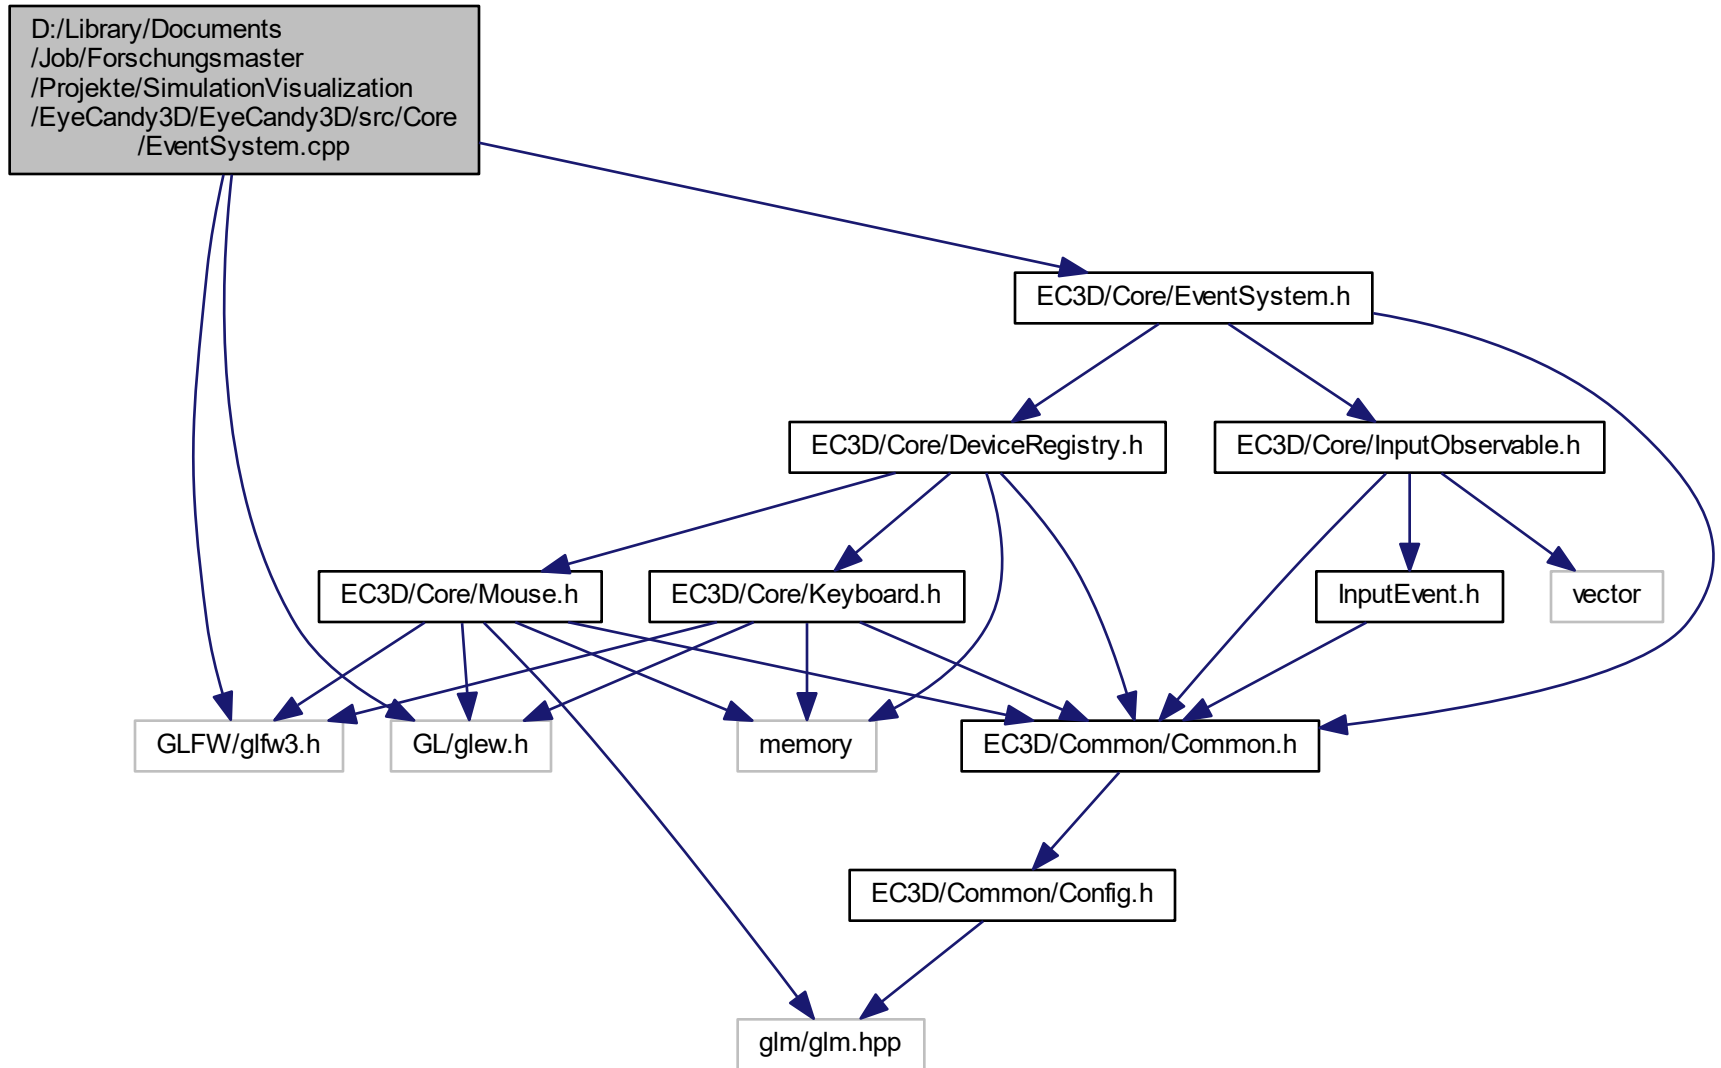 D:/Library/Documents
/Job/Forschungsmaster
/Projekte/SimulationVisualization
/EyeCandy3D/EyeCandy3D/src/Core
/EventSystem.cpp
EC3D/Core/EventSystem.h
EC3D/Core/DeviceRegistry.h
EC3D/Core/InputObservable.h
EC3D/Core/Mouse.h
EC3D/Core/Keyboard.h
InputEvent.h
vector
GLFW/glfw3.h
GL/glew.h
memory
EC3D/Common/Common.h
EC3D/Common/Config.h
glm/glm.hpp